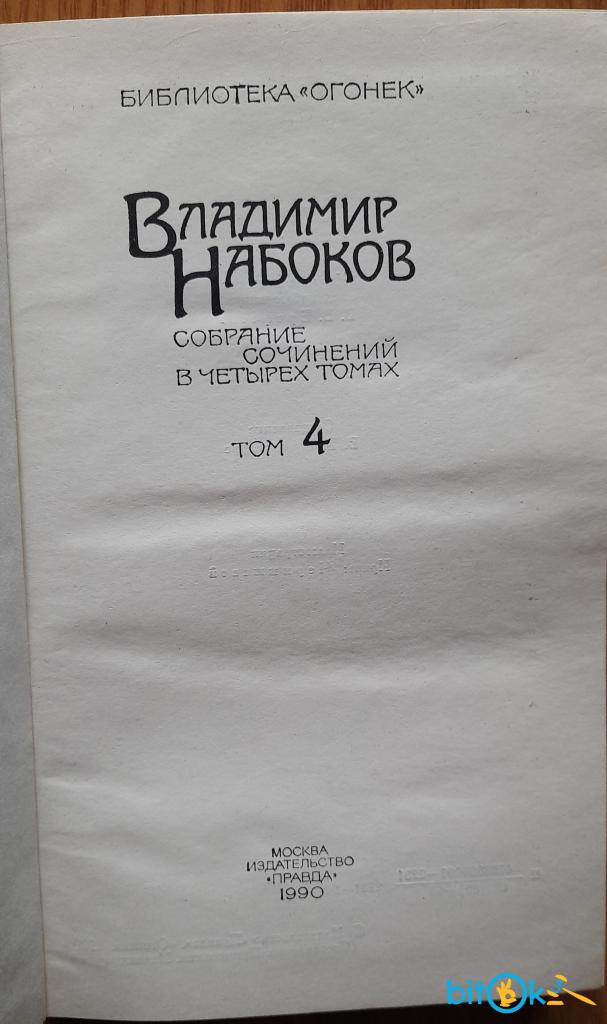 БИБЛИОТЕКА «ОГОНЕК»
ВЛАДИМИР
НАБОКОВ
СОБРАНИЕ
СОЧИНЕНИЙ
В ЧЕТЫРЕХ ТОМАХ
ТОМ 4
МОСКВА
ИЗДАТЕЛЬСТВО
«ПРАВДА»
1990
bitOk